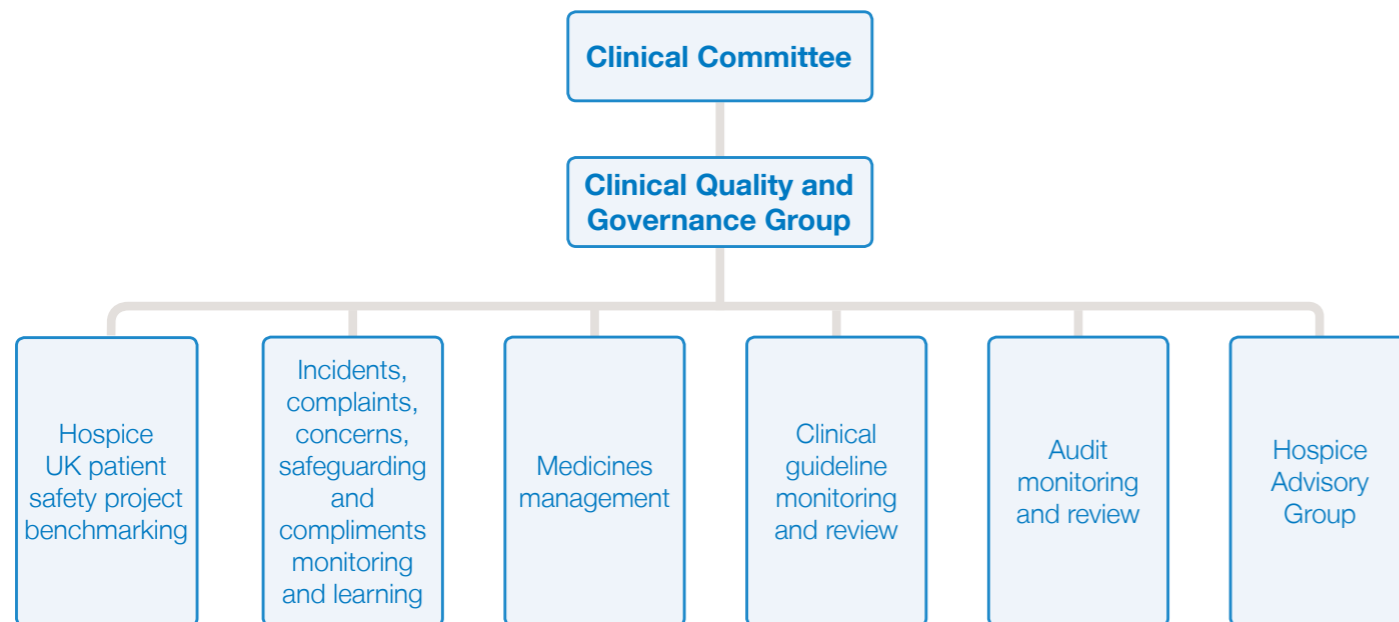 Clinical Committee
Clinical Quality and
Governance Group
Hospice
UK patient
safety project
benchmarking
Incidents,
complaints,
concerns,
safeguarding
and
compliments
monitoring
and learning
Medicines
management
Clinical
guideline
monitoring
and review
Audit
monitoring
and review
Hospice
Advisory
Group